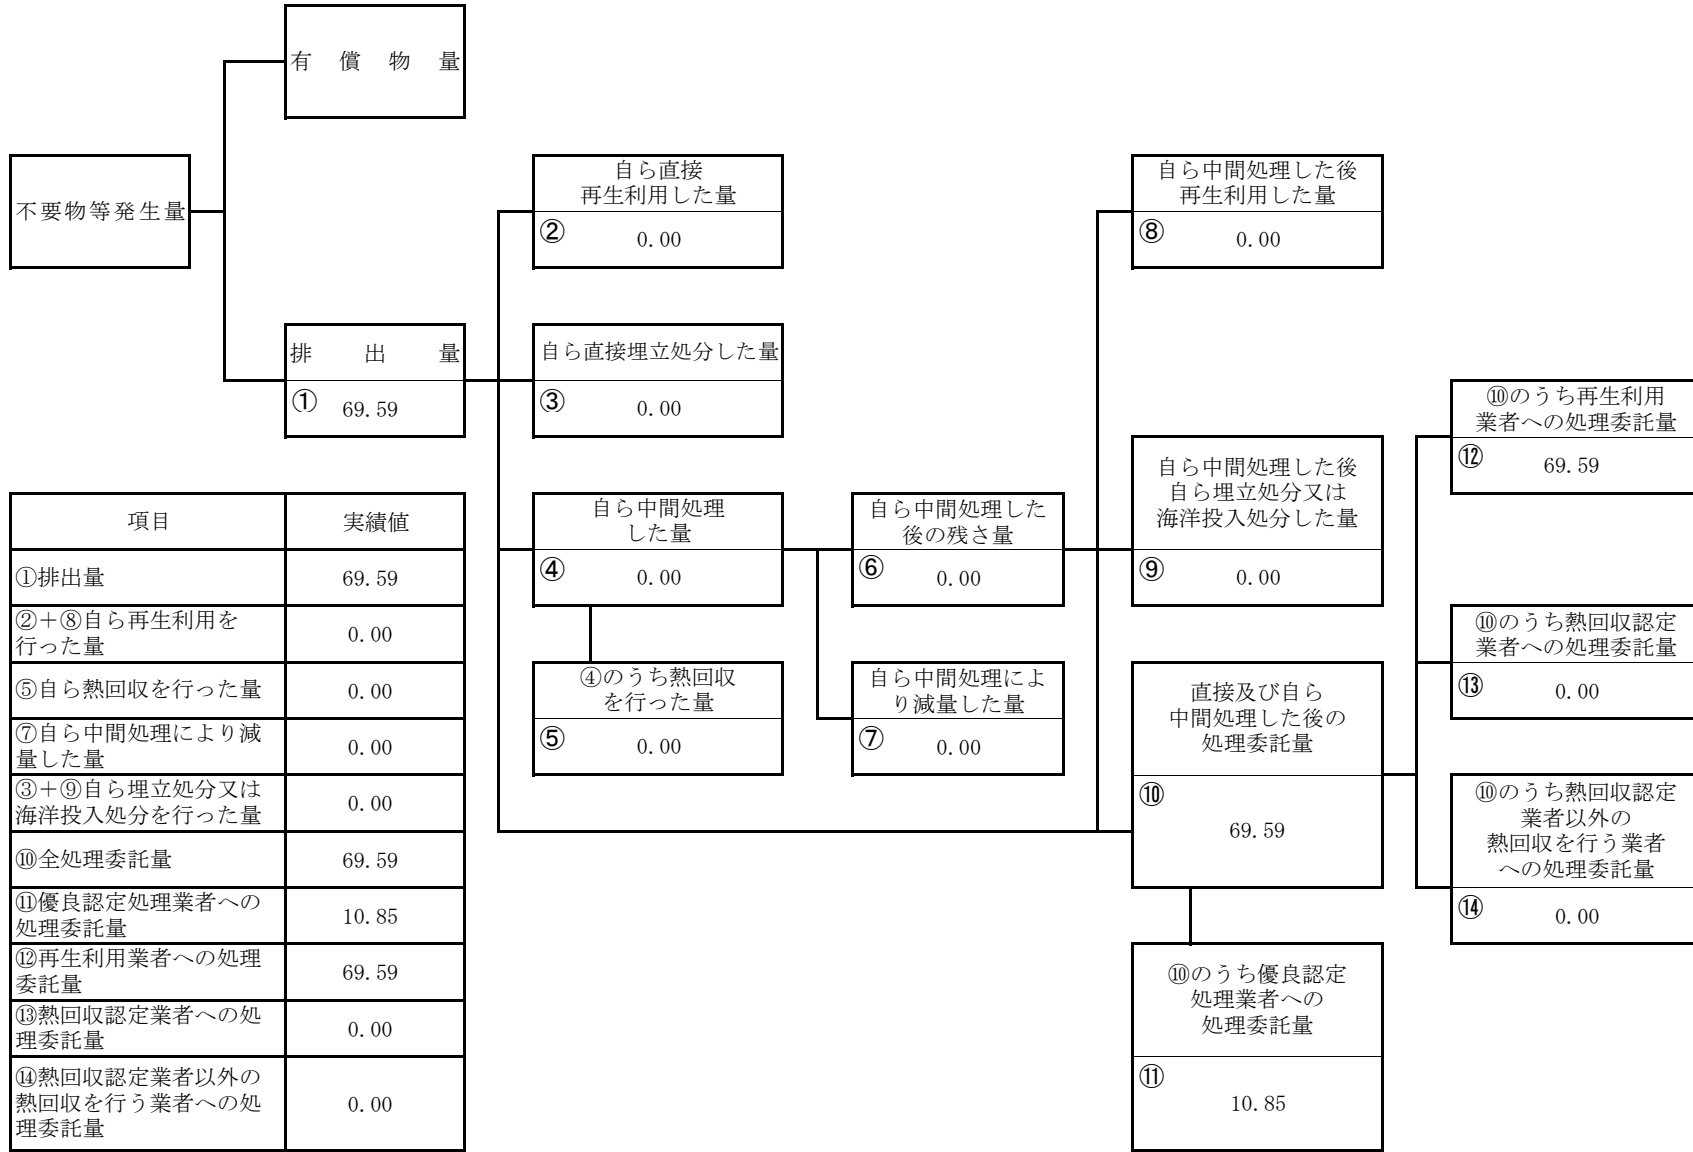 有償物量
不要物等発生量
自ら直接
再生利用した量
② 0.00
自ら中間処理した後
再生利用した量
⑧ 0.00
排出量
① 69.59
自ら直接埋立処分した量
③ 0.00
⑩のうち再生利用
業者への処理委託量
⑫ 69.59
自ら中間処理
した量
④ 0.00
自ら中間処理した
後の残さ量
⑥ 0.00
自ら中間処理した後
自ら埋立処分又は
海洋投入処分した量
⑨ 0.00
④のうち熱回収
を行った量
⑤ 0.00
自ら中間処理によ
り減量した量
⑦ 0.00
直接及び自ら
中間処理した後の
処理委託量
⑩
69.59
⑩のうち熱回収認定
業者への処理委託量
⑬ 0.00
⑩のうち熱回収認定
業者以外の
熱回収を行う業者
への処理委託量
⑭ 0.00
⑩のうち優良認定
処理業者への
処理委託量
⑪
10.85
項目 実績値
①排出量 69.59
②＋⑧自ら再生利用を
行った量 0.00
⑤自ら熱回収を行った量 0.00
⑦自ら中間処理により減
量した量 0.00
③＋⑨自ら埋立処分又は
海洋投入処分を行った量 0.00
⑩全処理委託量 69.59
⑪優良認定処理業者への
処理委託量 10.85
⑫再生利用業者への処理
委託量 69.59
⑬熱回収認定業者への処
理委託量 0.00
⑭熱回収認定業者以外の
熱回収を行う業者への処
理委託量 0.00